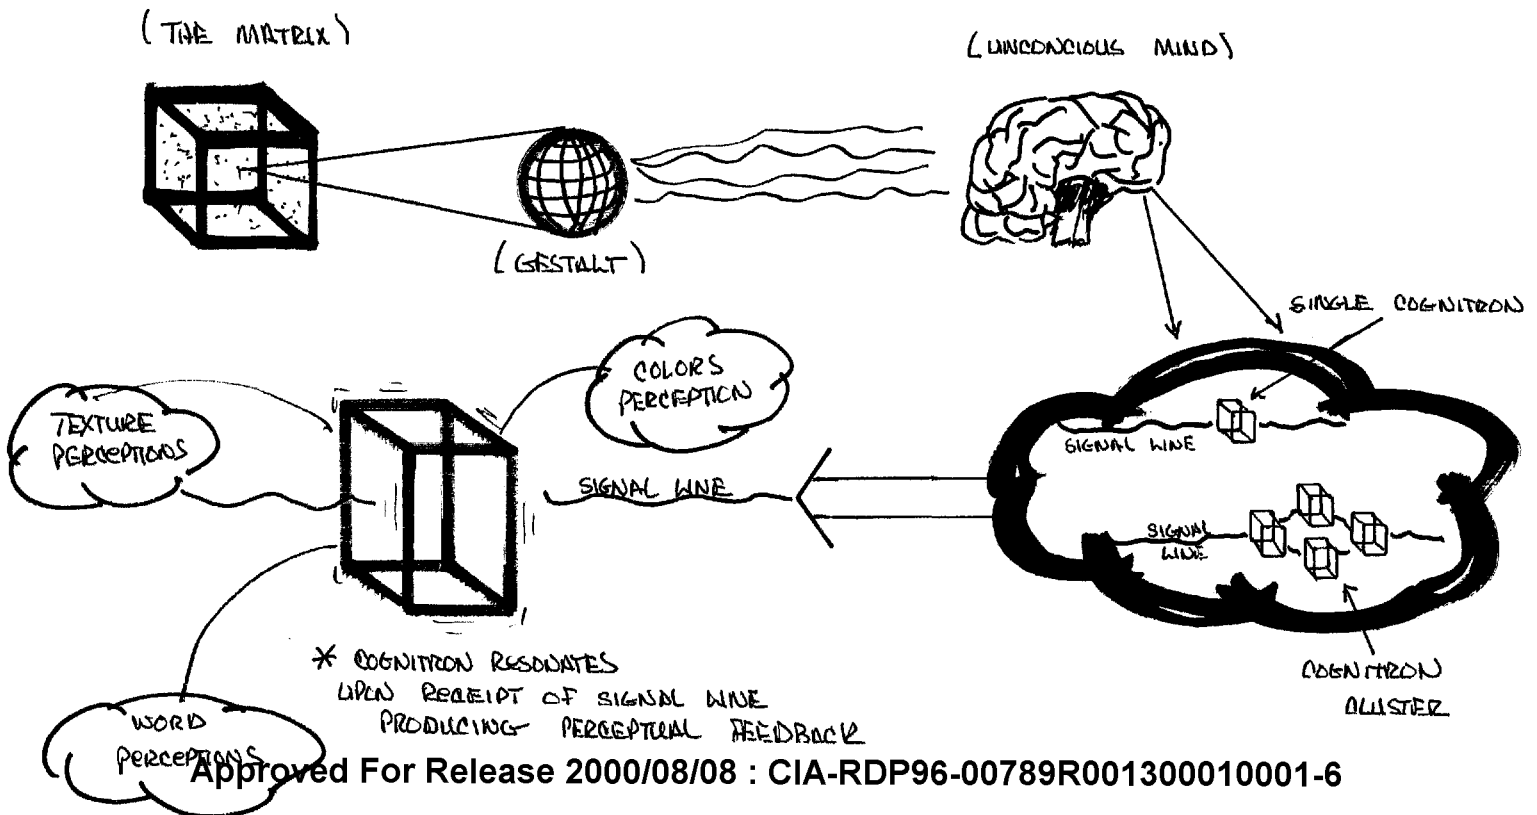 (THE MATRIX)
(UNCONCIOUS MIND)
(GESTALT)
SINGLE COGNITRON
COLORS
PERCEPTION
TEXTURE
PERCEPTIONS
SIGNAL LINE
SIGNAL LINE
SIGNAL
LINE
* COGNITRON RESONATES
UPON RECEIPT OF SIGNAL LINE
PRODUCING PERCEPTUAL FEEDBACK
COGNITRON
CLUSTER
WORD
PERCEPTIONS
Approved For Release 2000/08/08 : CIA-RDP96-00789R001300010001-6